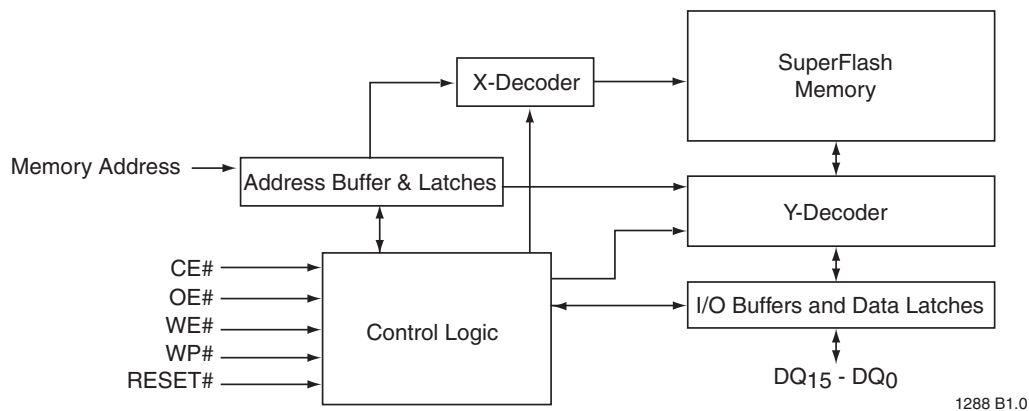 SuperFlash
Memory
X-Decoder
Memory Address
Address Buffer & Latches
Y-Decoder
CE#
OE#
WE#
WP#
RESET#
Control Logic
I/O Buffers and Data Latches
DQ15 - DQ0
1288 B1.0